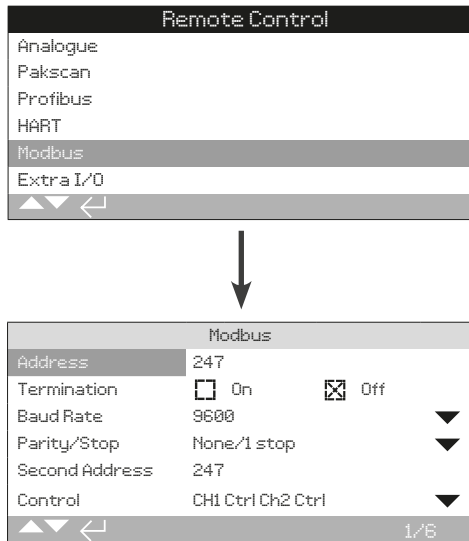 Remote Control
Analogue
Pakscan
Profibus
HART
Modbus
Extra I/O
Modbus
Address 247
Termination On Off
Baud Rate 9600
Parity/Stop None/1 stop
Second Address 247
Control CH1 Ctrl Ch2 Ctrl
1/6